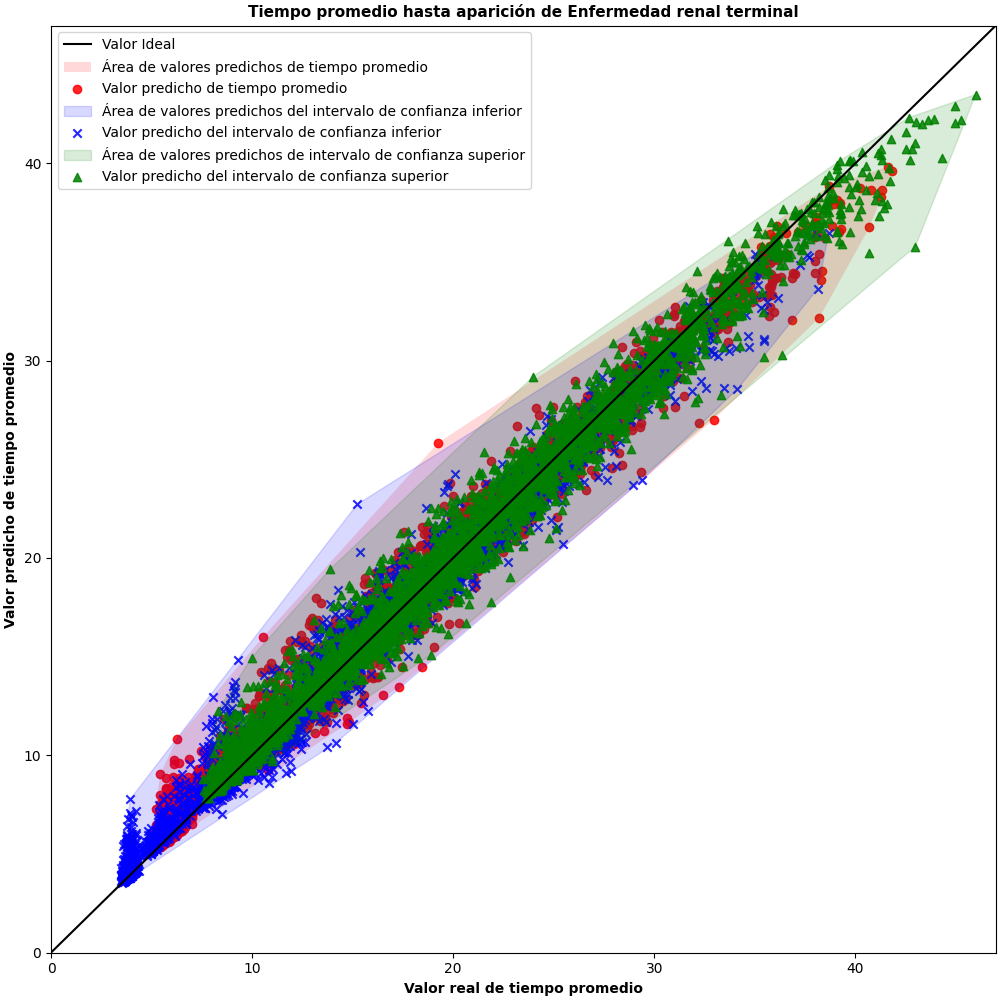 Tiempo promedio hasta aparición de Enfermedad renal terminal
Valor Ideal
Área de valores predichos de tiempo promedio
Valor predicho de tiempo promedio
Área de valores predichos del intervalo de confianza inferior
Valor predicho del intervalo de confianza inferior
Área de valores predichos de intervalo de confianza superior
Valor predicho del intervalo de confianza superior
Valor predicho de tiempo promedio
40
30
20
10
0
0 10 20 30 40
Valor real de tiempo promedio